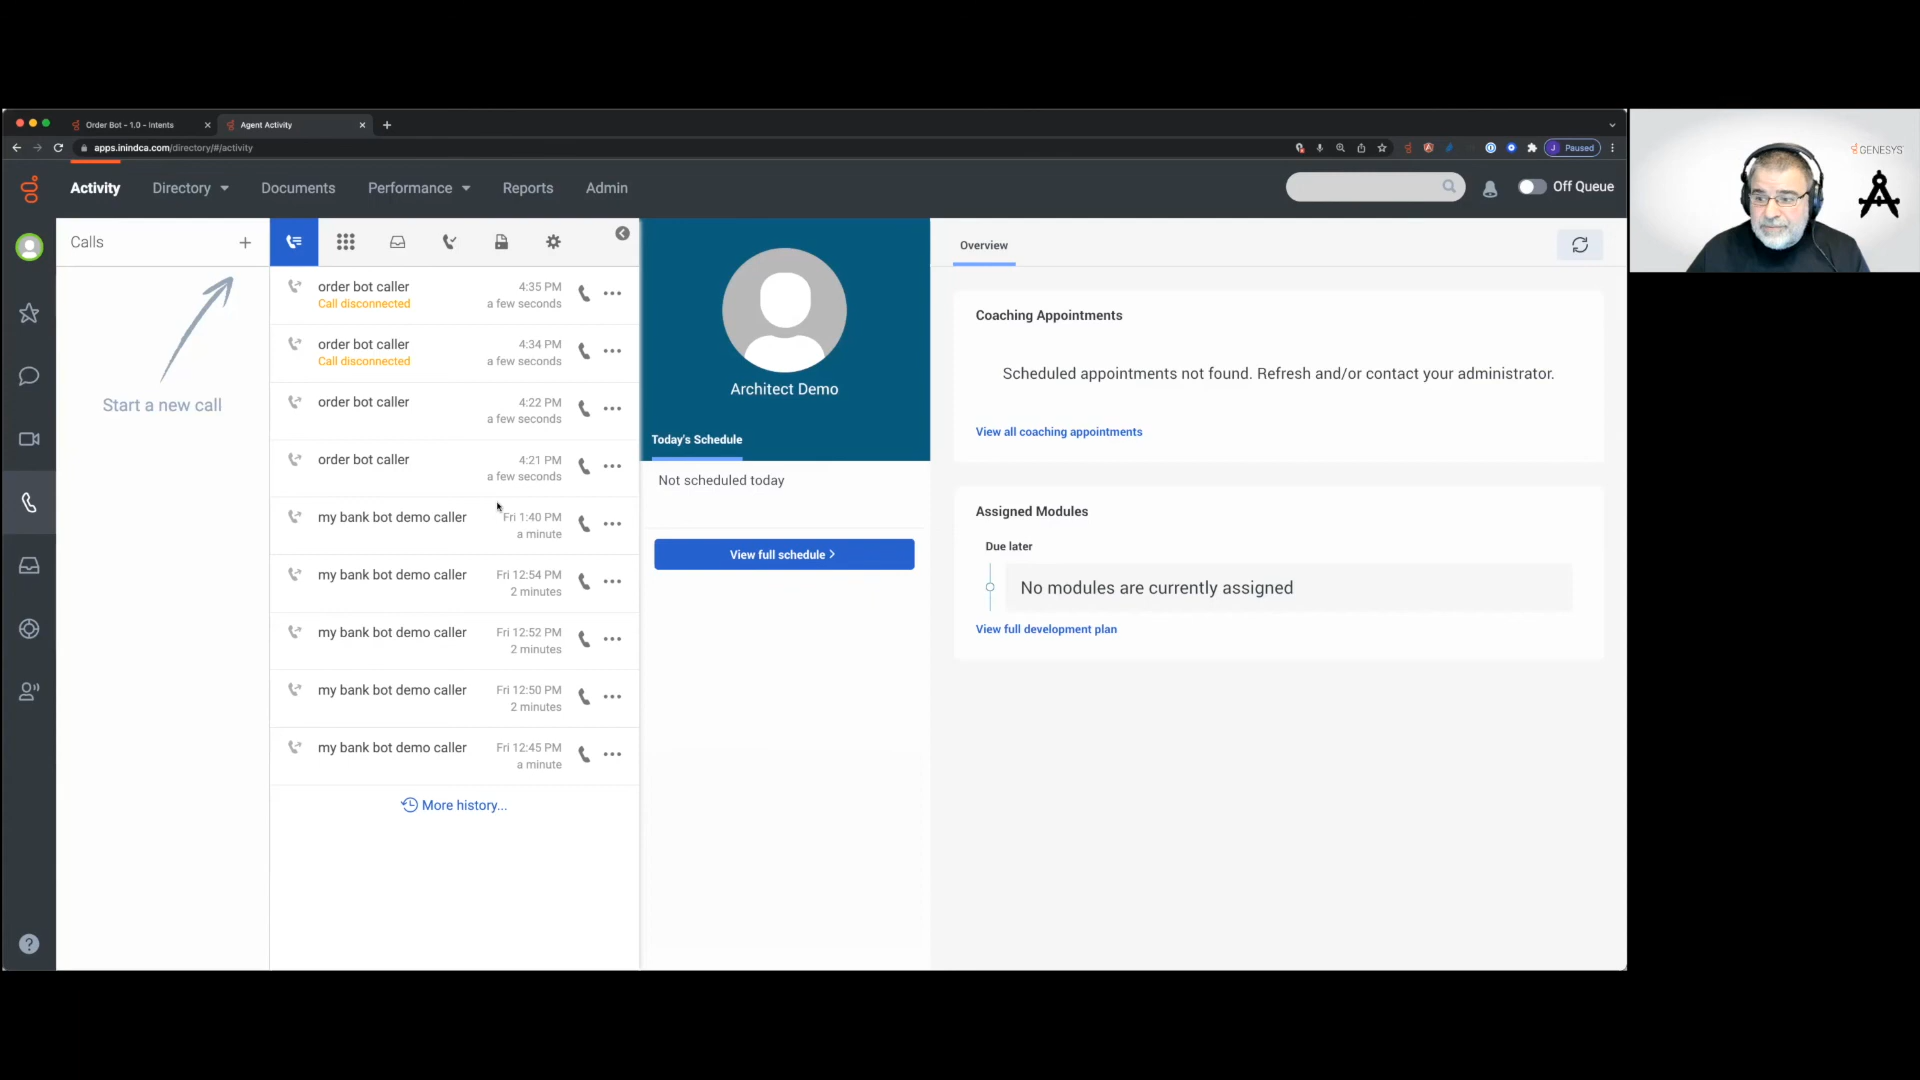 Order Bot - 1.0 - Intents
Agent Activity
apps.inindca.com/directory/#/activity
J Paused
Activity
Directory
Documents
Performance
Reports
Admin
Off Queue
GENESYS
Calls
Start a new call
order bot caller
4:35 PM
Call disconnected
a few seconds
order bot caller
4:34 PM
Call disconnected
a few seconds
order bot caller
4:22 PM
a few seconds
order bot caller
4:21 PM
a few seconds
my bank bot demo caller
Fri 1:40 PM
a minute
my bank bot demo caller
Fri 12:54 PM
2 minutes
my bank bot demo caller
Fri 12:52 PM
2 minutes
my bank bot demo caller
Fri 12:50 PM
2 minutes
my bank bot demo caller
Fri 12:45 PM
a minute
More history...
Architect Demo
Today's Schedule
Not scheduled today
View full schedule
Overview
Coaching Appointments
Scheduled appointments not found. Refresh and/or contact your administrator.
View all coaching appointments
Assigned Modules
Due later
No modules are currently assigned
View full development plan